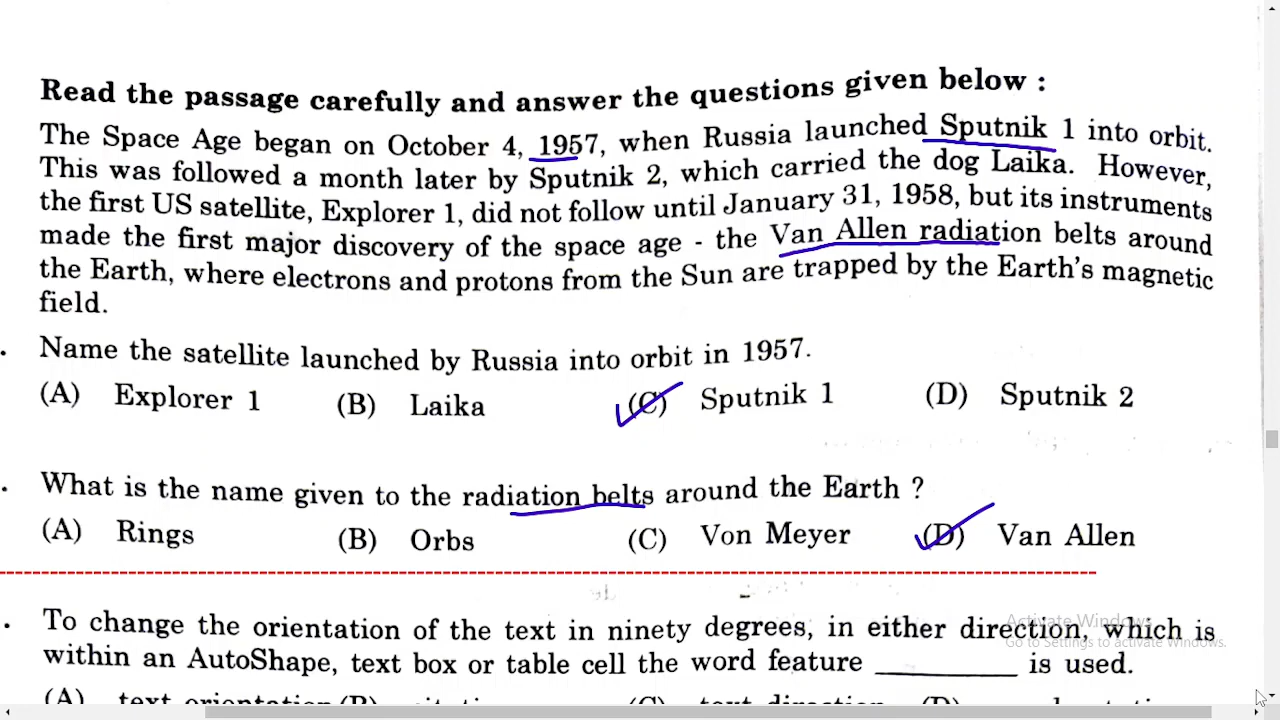 Read the passage carefully and answer the questions given below :
The Space Age began on October 4, 1957, when Russia launched Sputnik 1 into orbit.
This was followed a month later by Sputnik 2, which carried the dog Laika. However,
the first US satellite, Explorer 1, did not follow until January 31, 1958, but its instruments
made the first major discovery of the space age - the Van Allen radiation belts around
the Earth, where electrons and protons from the Sun are trapped by the Earth's magnetic
field.
. Name the satellite launched by Russia into orbit in 1957.
(A) Explorer 1 (B) Laika (C) Sputnik 1 (D) Sputnik 2
. What is the name given to the radiation belts around the Earth ?
(A) Rings (B) Orbs (C) Von Meyer (D) Van Allen
. To change the orientation of the text in ninety degrees, in either direction, which is
within an AutoShape, text box or table cell the word feature __________ is used.
Activate Windows
Go to Settings to activate Windows.
(A) text orientation (B) (C) text direction (D)